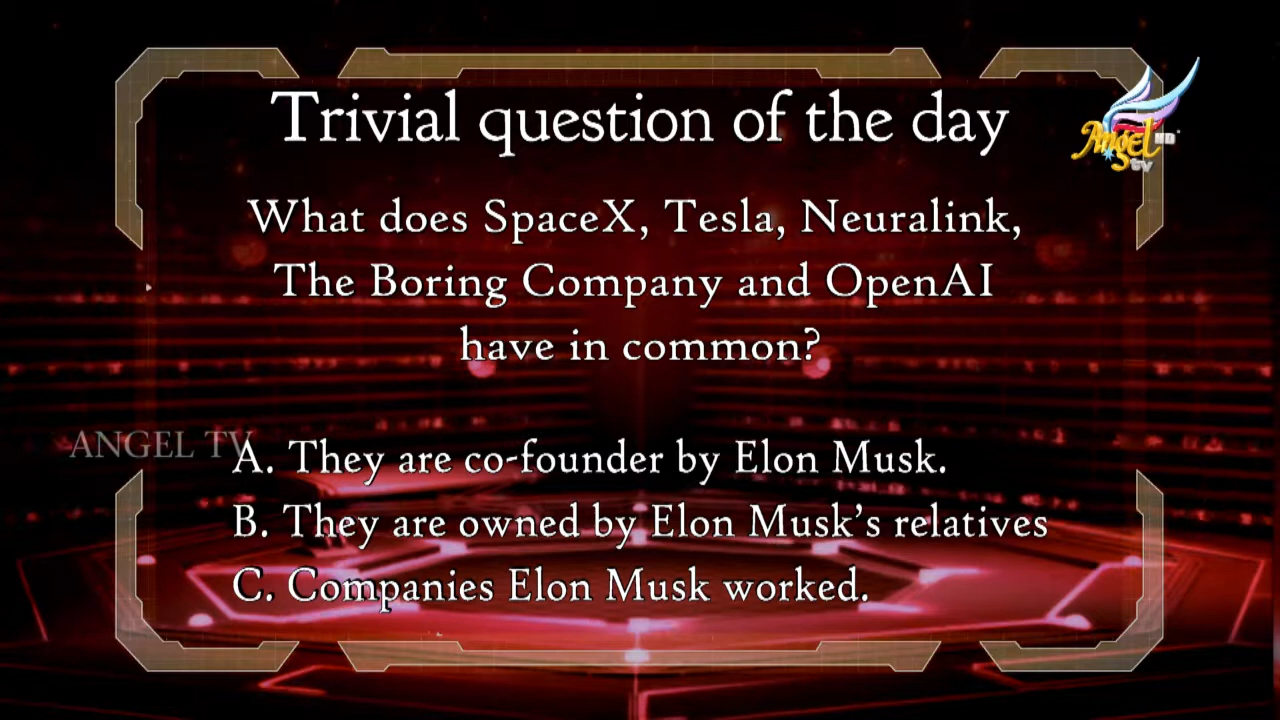 Trivial question of the day
Angel HD
tv
What does SpaceX, Tesla, Neuralink,
The Boring Company and OpenAI
have in common?
ANGEL TV
A. They are co-founder by Elon Musk.
B. They are owned by Elon Musk's relatives
C. Companies Elon Musk worked.